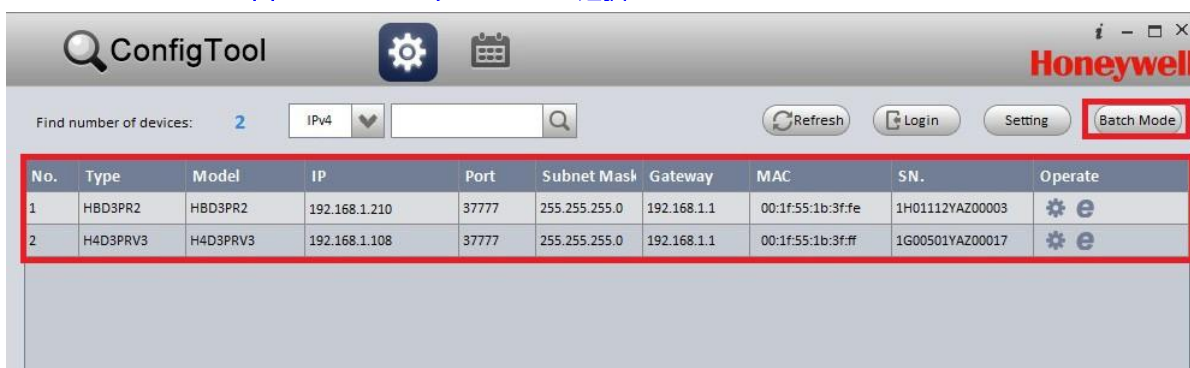 ConfigTool
i
Honeywell
Find number of devices: 2 IPv4 Refresh Login Setting Batch Mode
No. Type Model IP Port Subnet Mask Gateway MAC SN. Operate
1 HBD3PR2 HBD3PR2 192.168.1.210 37777 255.255.255.0 192.168.1.1 00:1f:55:1b:3f:fe 1H01112YAZ00003
2 H4D3PRV3 H4D3PRV3 192.168.1.108 37777 255.255.255.0 192.168.1.1 00:1f:55:1b:3f:ff 1G00501YAZ00017